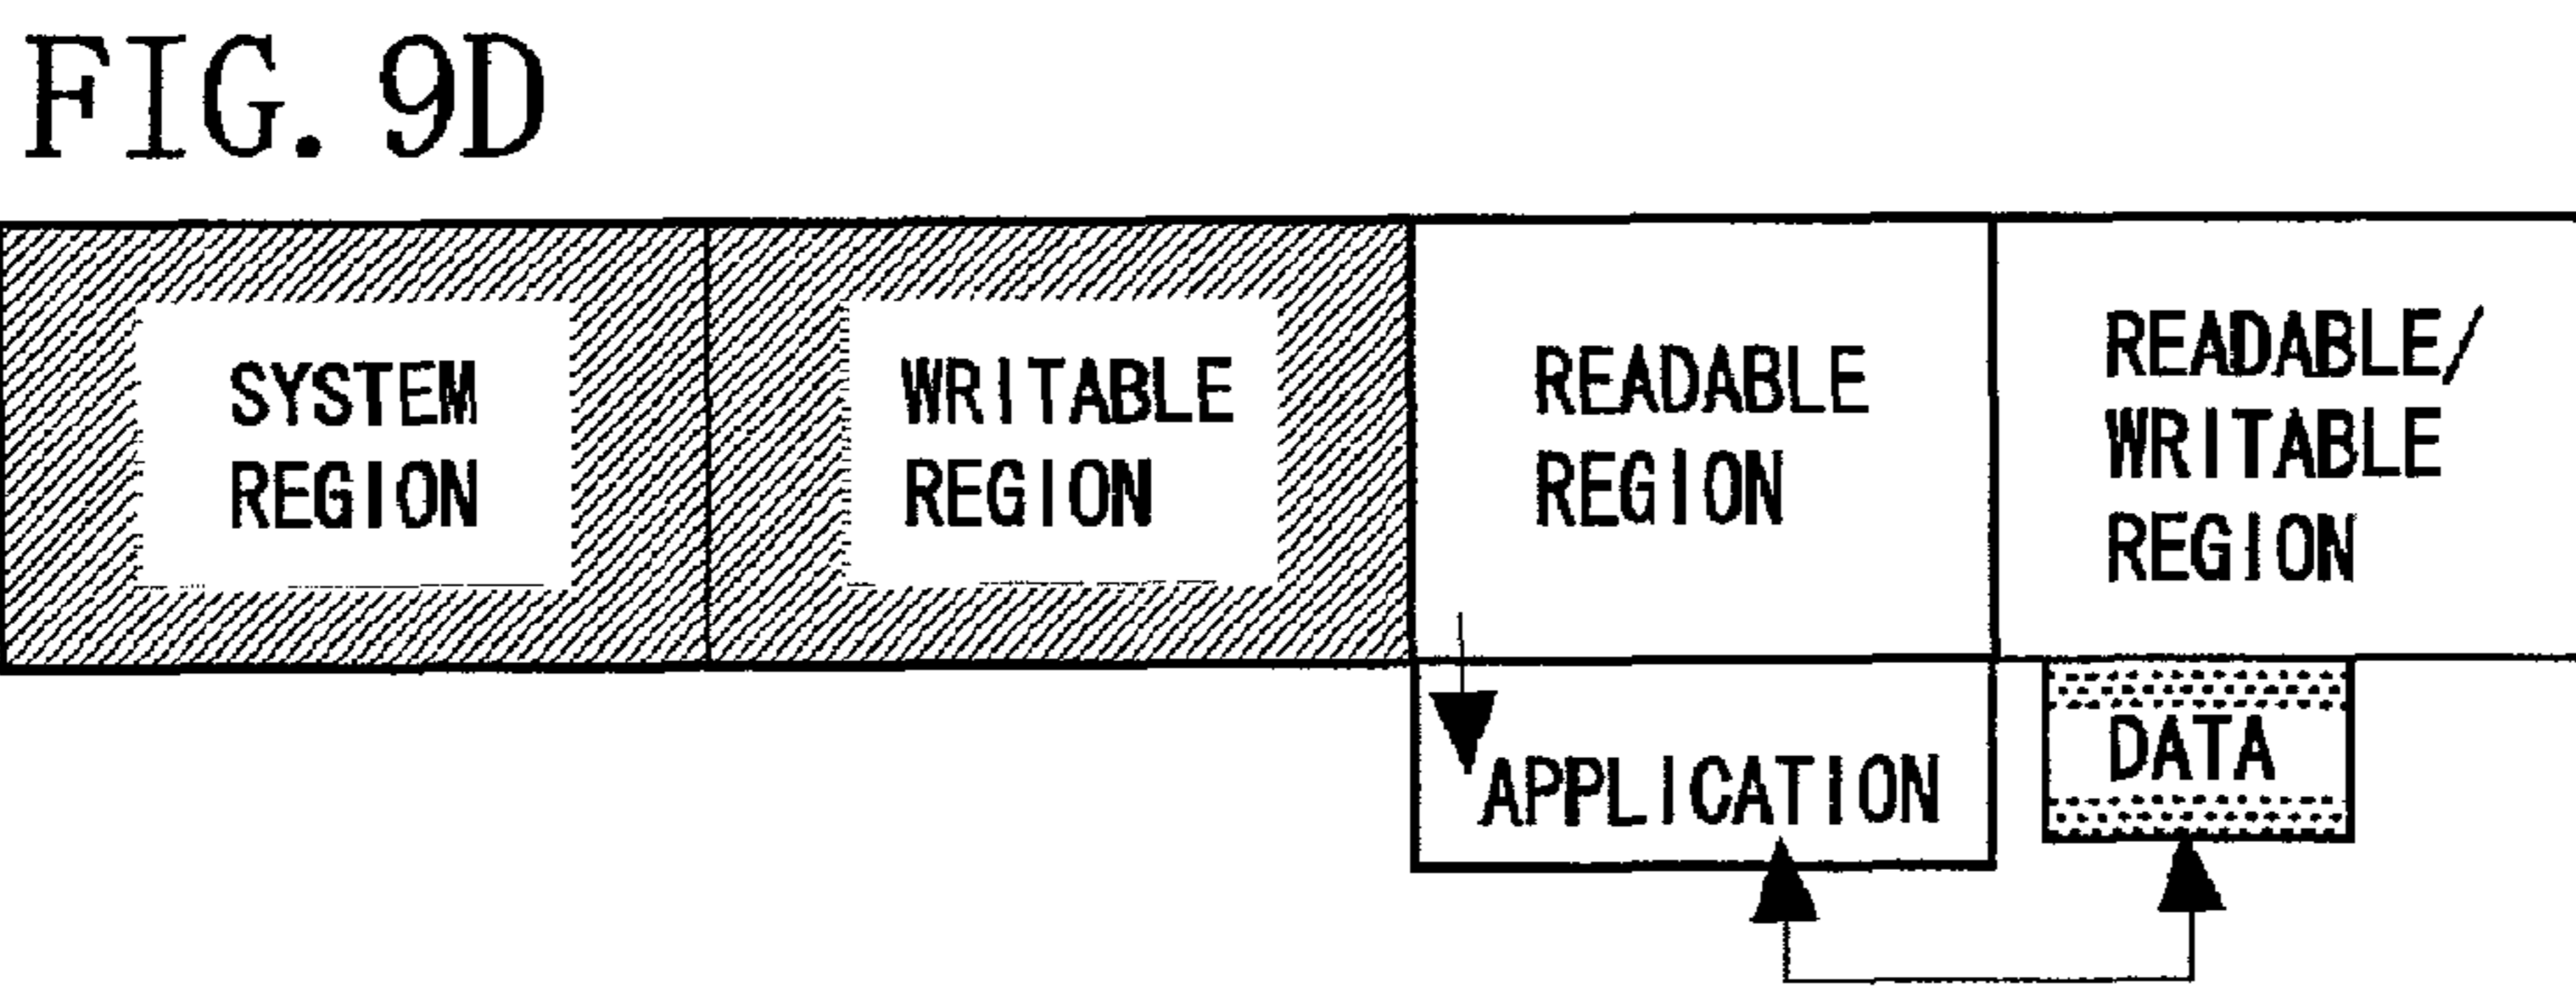 FIG. 9D
SYSTEM
REGION
WRITABLE
REGION
READABLE
REGION
READABLE/
WRITABLE
REGION
APPLICATION
DATA